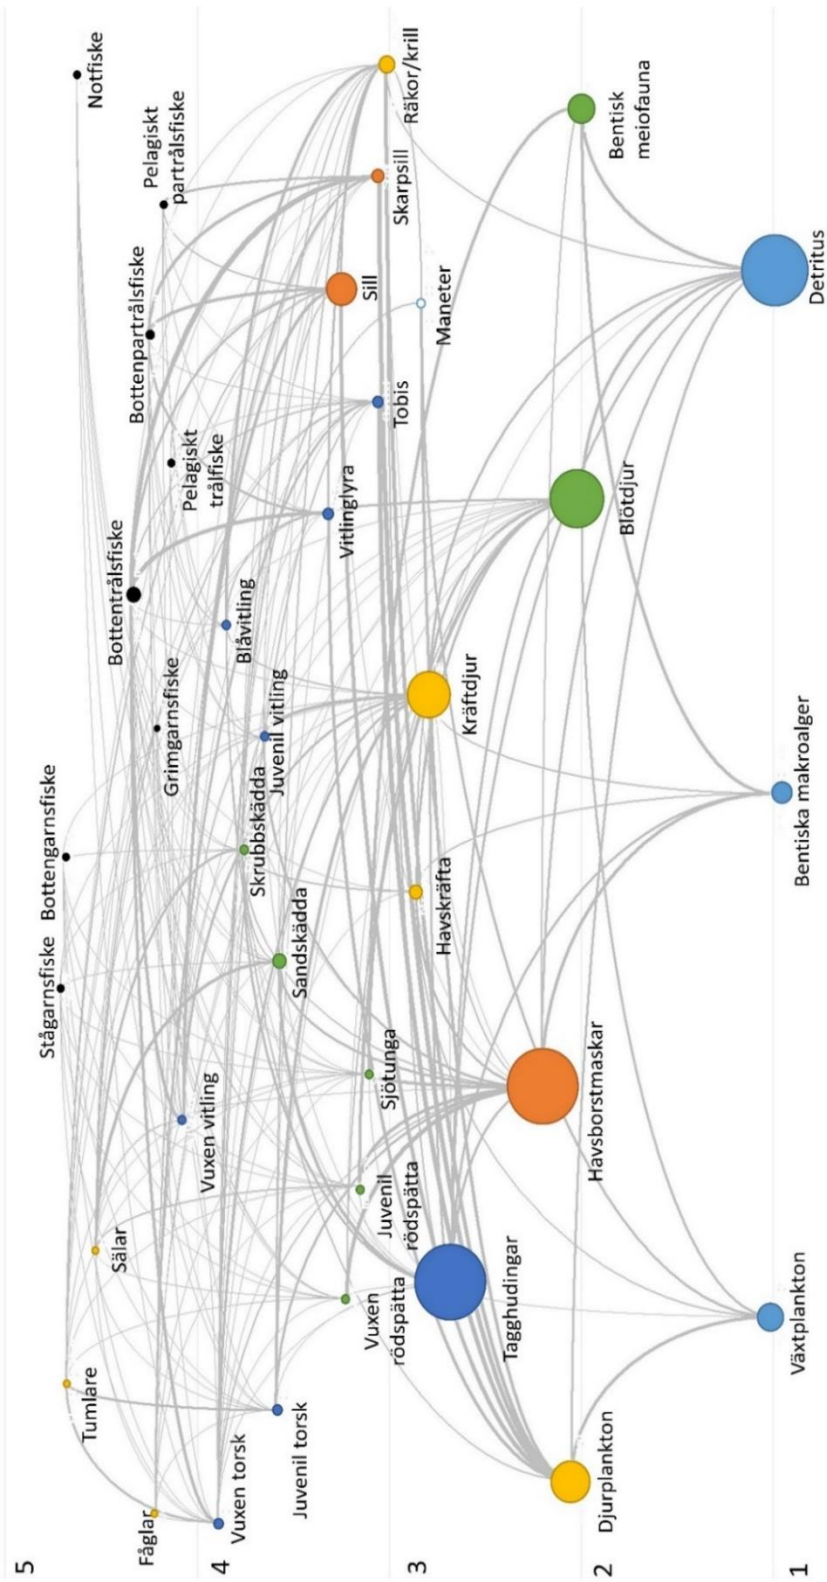 5
4
3
2
1
Fåglar
Tumlare
Sälar
Vuxen torsk
Juvenil torsk
Vuxen vitling
Stågarnsfiske
Bottengarnsfiske
Grimgarnsfiske
Bottentrålsfiske
Pelagiskt
trålfiske
Bottenpartrålsfiske
Pelagiskt
partrålsfiske
Notfiske
Vuxen
rödspätta
Juvenil
rödspätta
Sjötunga
Sandskädda
Skrubbskädda
Juvenil vitling
Blåvitling
Vitlinglyra
Tobis
Sill
Skarpsill
Räkor/krill
Tagghudingar
Havskräfta
Kräftdjur
Maneter
Djurplankton
Havsborstmaskar
Blötdjur
Bentisk
meiofauna
Växtplankton
Bentiska makroalger
Detritus